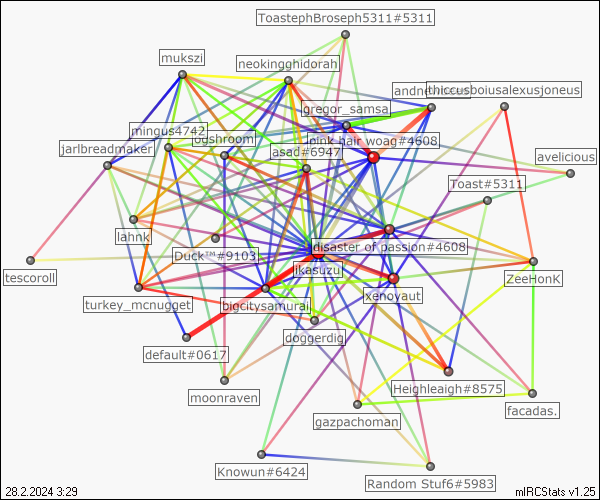 ToastephBroseph5311#5311
mukszi
neokingghidorah
thiccusboiusalexusjoneus
gregor_samsa
mingus4742
ogshroom
pink hair woag#4608
jarlbreadmaker
asad#6947
avelicious
Toast#5311
lahnk
Duck™#9103
disaster of passion#4608
likasuzu
tescoroll
ZeeHonK
turkey_mcnugget
bigcitysamurai
xenoyaut
doggerdig
default#0617
moonraven
Heighleaigh#8575
gazpachoman
facadas.
Knowun#6424
Random Stuf6#5983
28.2.2024 3:29
mIRCStats v1.25